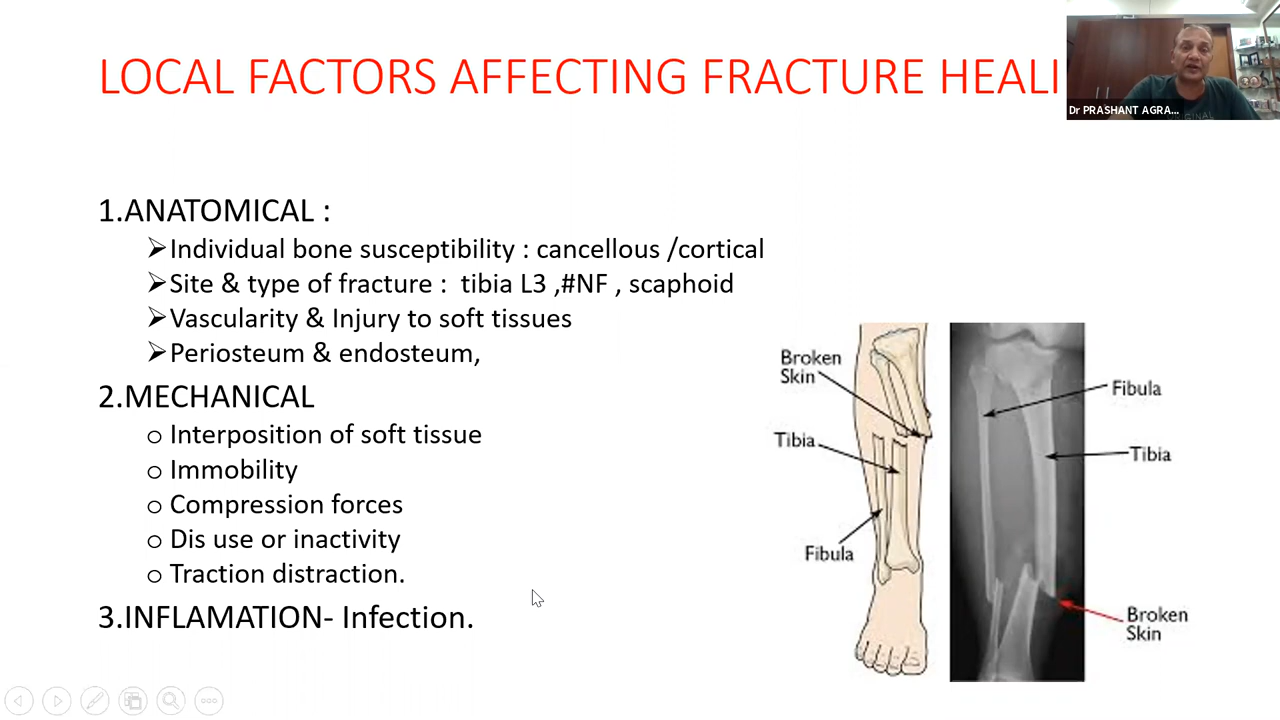 LOCAL FACTORS AFFECTING FRACTURE HEALI
Dr PRASHANT AGRA...
1.ANATOMICAL :
➢Individual bone susceptibility : cancellous /cortical
➢Site & type of fracture : tibia L3 ,#NF , scaphoid
➢Vascularity & Injury to soft tissues
➢Periosteum & endosteum,
2.MECHANICAL
o Interposition of soft tissue
o Immobility
o Compression forces
o Dis use or inactivity
o Traction distraction.
3.INFLAMATION- Infection.
Broken
Skin
Tibia
Fibula
Fibula
Tibia
Broken
Skin